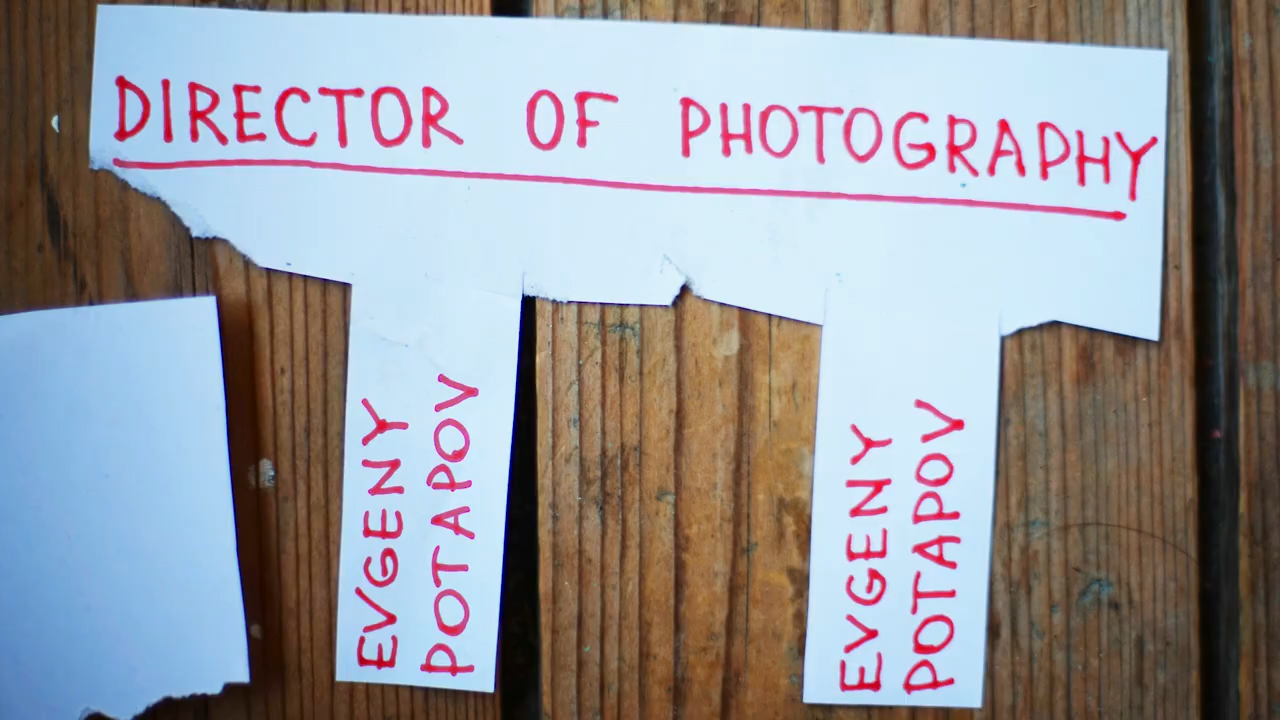 DIRECTOR OF PHOTOGRAPHY
EVGENY
POTAPOV
EVGENY
POTAPOV